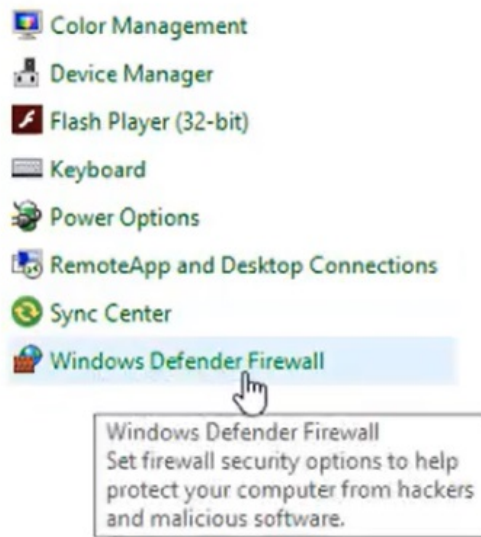 Color Management
Device Manager
Flash Player (32-bit)
Keyboard
Power Options
RemoteApp and Desktop Connections
Sync Center
Windows Defender Firewall
Windows Defender Firewall
Set firewall security options to help
protect your computer from hackers
and malicious software.